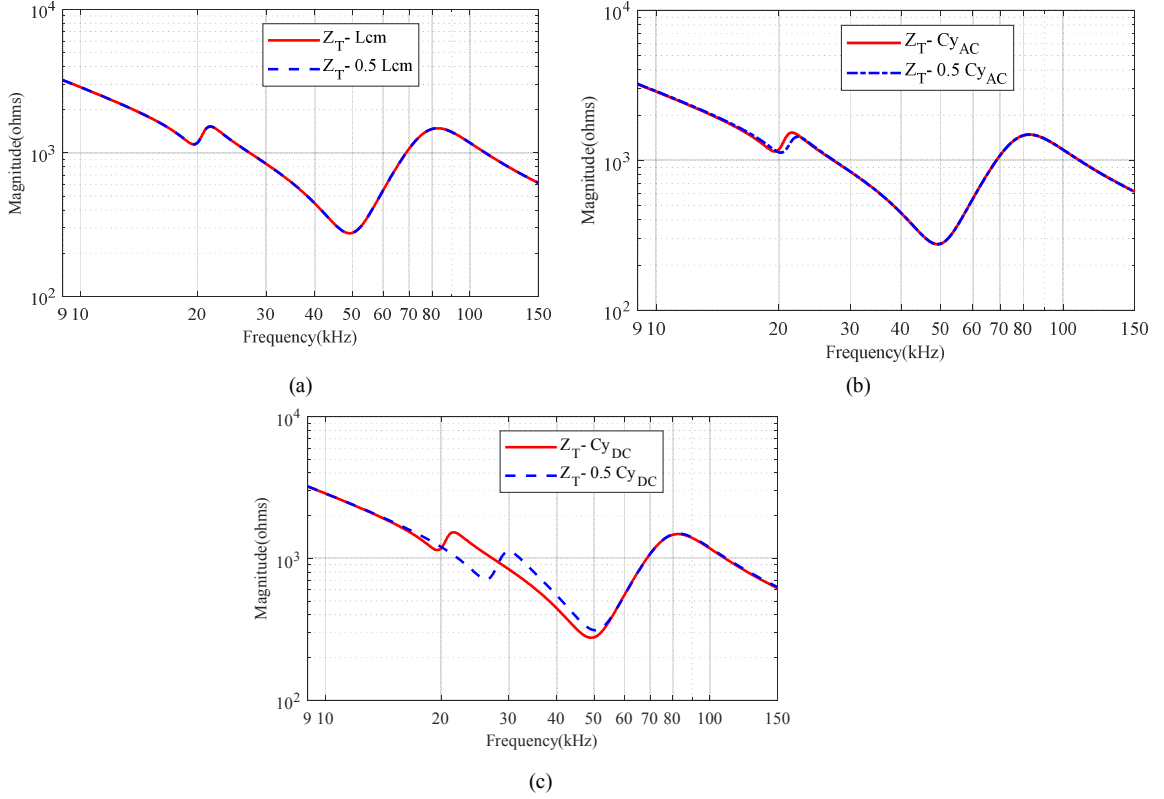 10^4
Z_T- Lcm
Z_T- 0.5 Lcm
Magnitude(ohms)
10^3
10^2
9 10 20 30 40 50 60 70 80 100 150
Frequency(kHz)
(a)
10^4
Z_T- Cy_AC
Z_T- 0.5 Cy_AC
Magnitude(ohms)
10^3
10^2
9 10 20 30 40 50 60 70 80 100 150
Frequency(kHz)
(b)
10^4
Z_T- Cy_DC
Z_T- 0.5 Cy_DC
Magnitude(ohms)
10^3
10^2
9 10 20 30 40 50 60 70 80 100 150
Frequency(kHz)
(c)